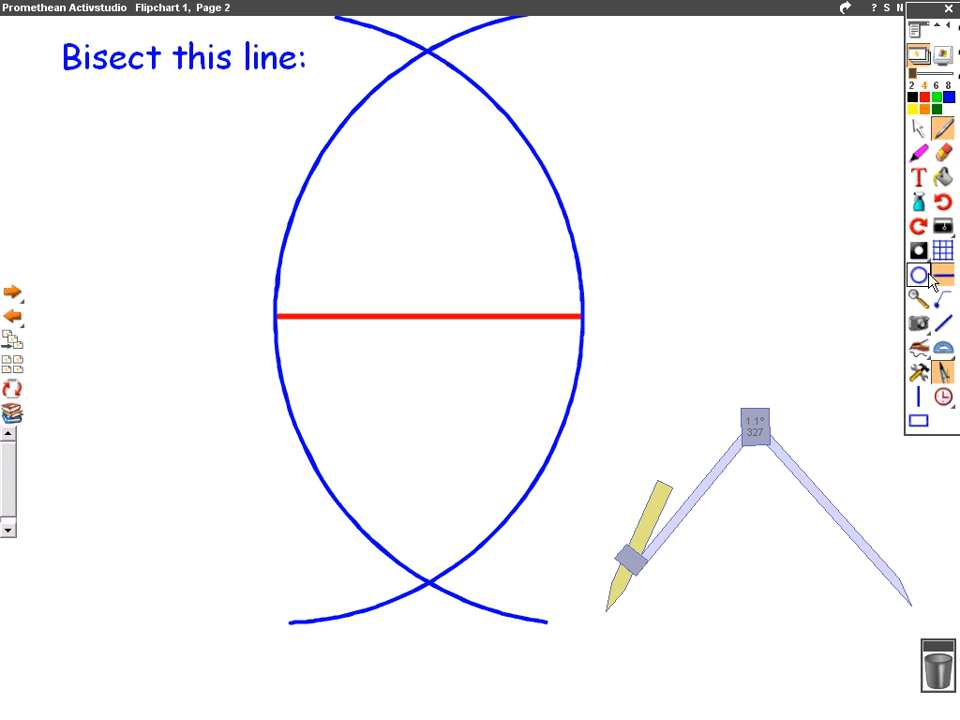 Promethean Activstudio Flipchart 1, Page 2
? S N
Bisect this line:
2 4 6 8
T
1.1°
327